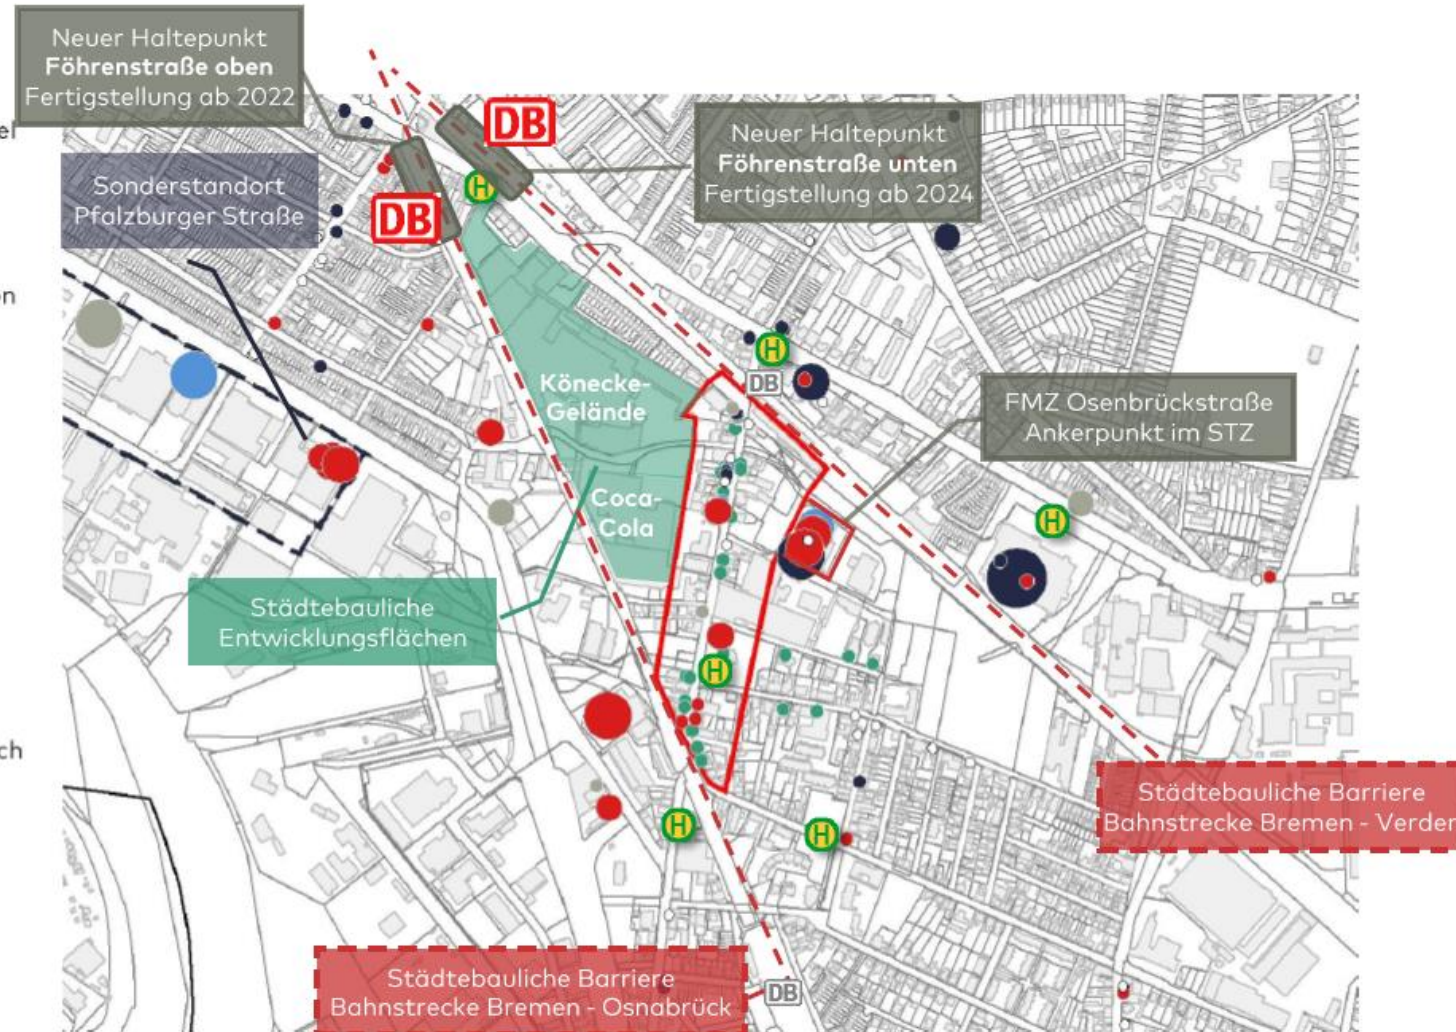 Neuer Haltepunkt
Föhrenstraße oben
Fertigstellung ab 2022
DB
el
Neuer Haltepunkt
Föhrenstraße unten
Fertigstellung ab 2024
Sonderstandort
Pfalzburger Straße
H
DB
n
H
DB
Könecke-
Gelände
FMZ Osenbrückstraße
Ankerpunkt im STZ
Coca-
Cola
H
Städtebauliche
Entwicklungsflächen
H
ch
Städtebauliche Barriere
Bahnstrecke Bremen - Verden
H
H
Städtebauliche Barriere
Bahnstrecke Bremen - Osnabrück
DB